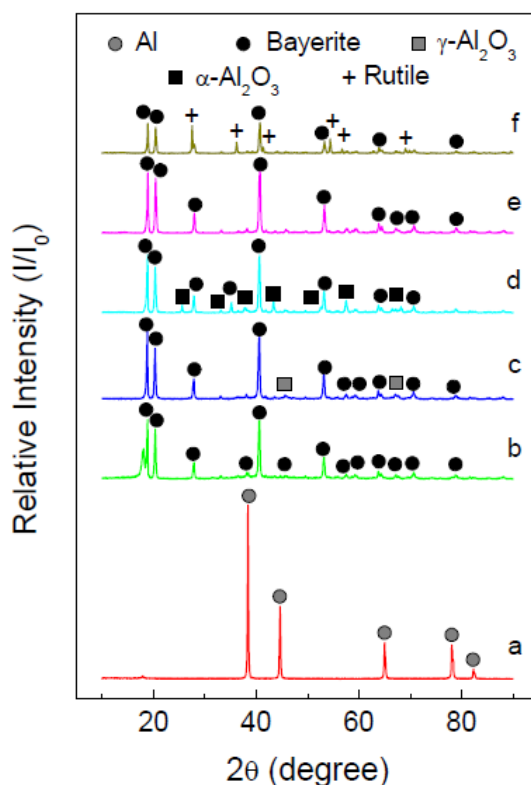 Al Bayerite γ-Al₂O₃
α-Al₂O₃ + Rutile
f
e
d
c
b
a
Relative Intensity (I/I₀)
20 40 60 80
2θ (degree)